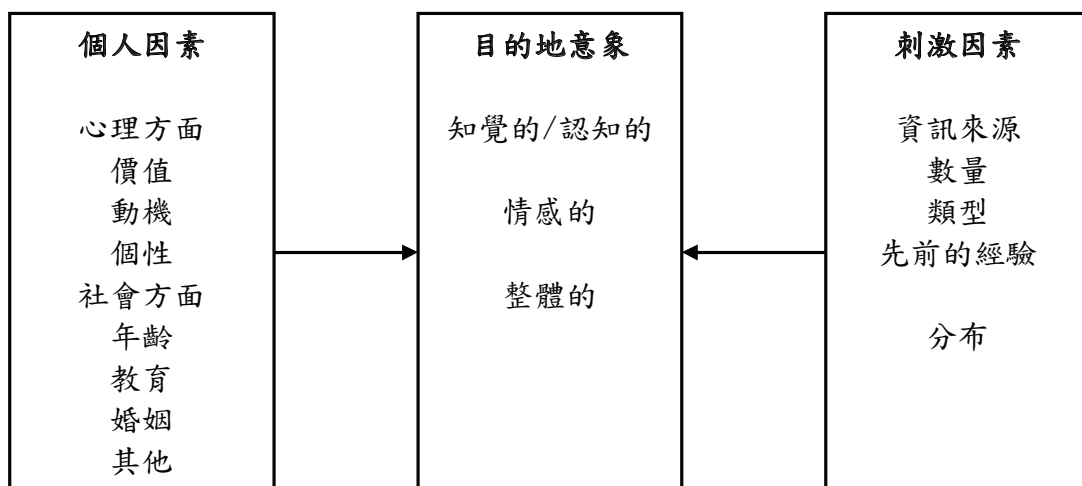 個人因素
心理方面
價值
動機
個性
社會方面
年齡
教育
婚姻
其他
目的地意象
知覺的/認知的
情感的
整體的
刺激因素
資訊來源
數量
類型
先前的經驗
分布